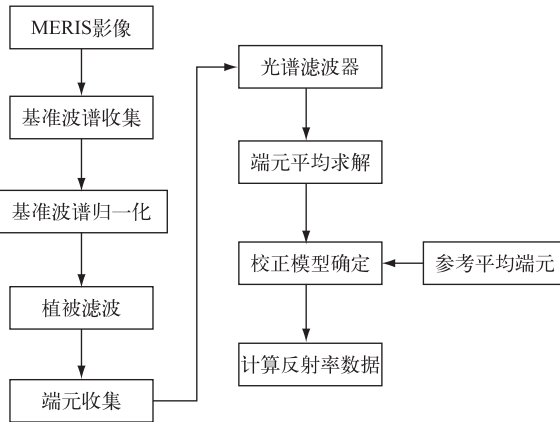 MERIS影像
基准波谱收集
基准波谱归一化
植被滤波
端元收集
光谱滤波器
端元平均求解
校正模型确定
参考平均端元
计算反射率数据